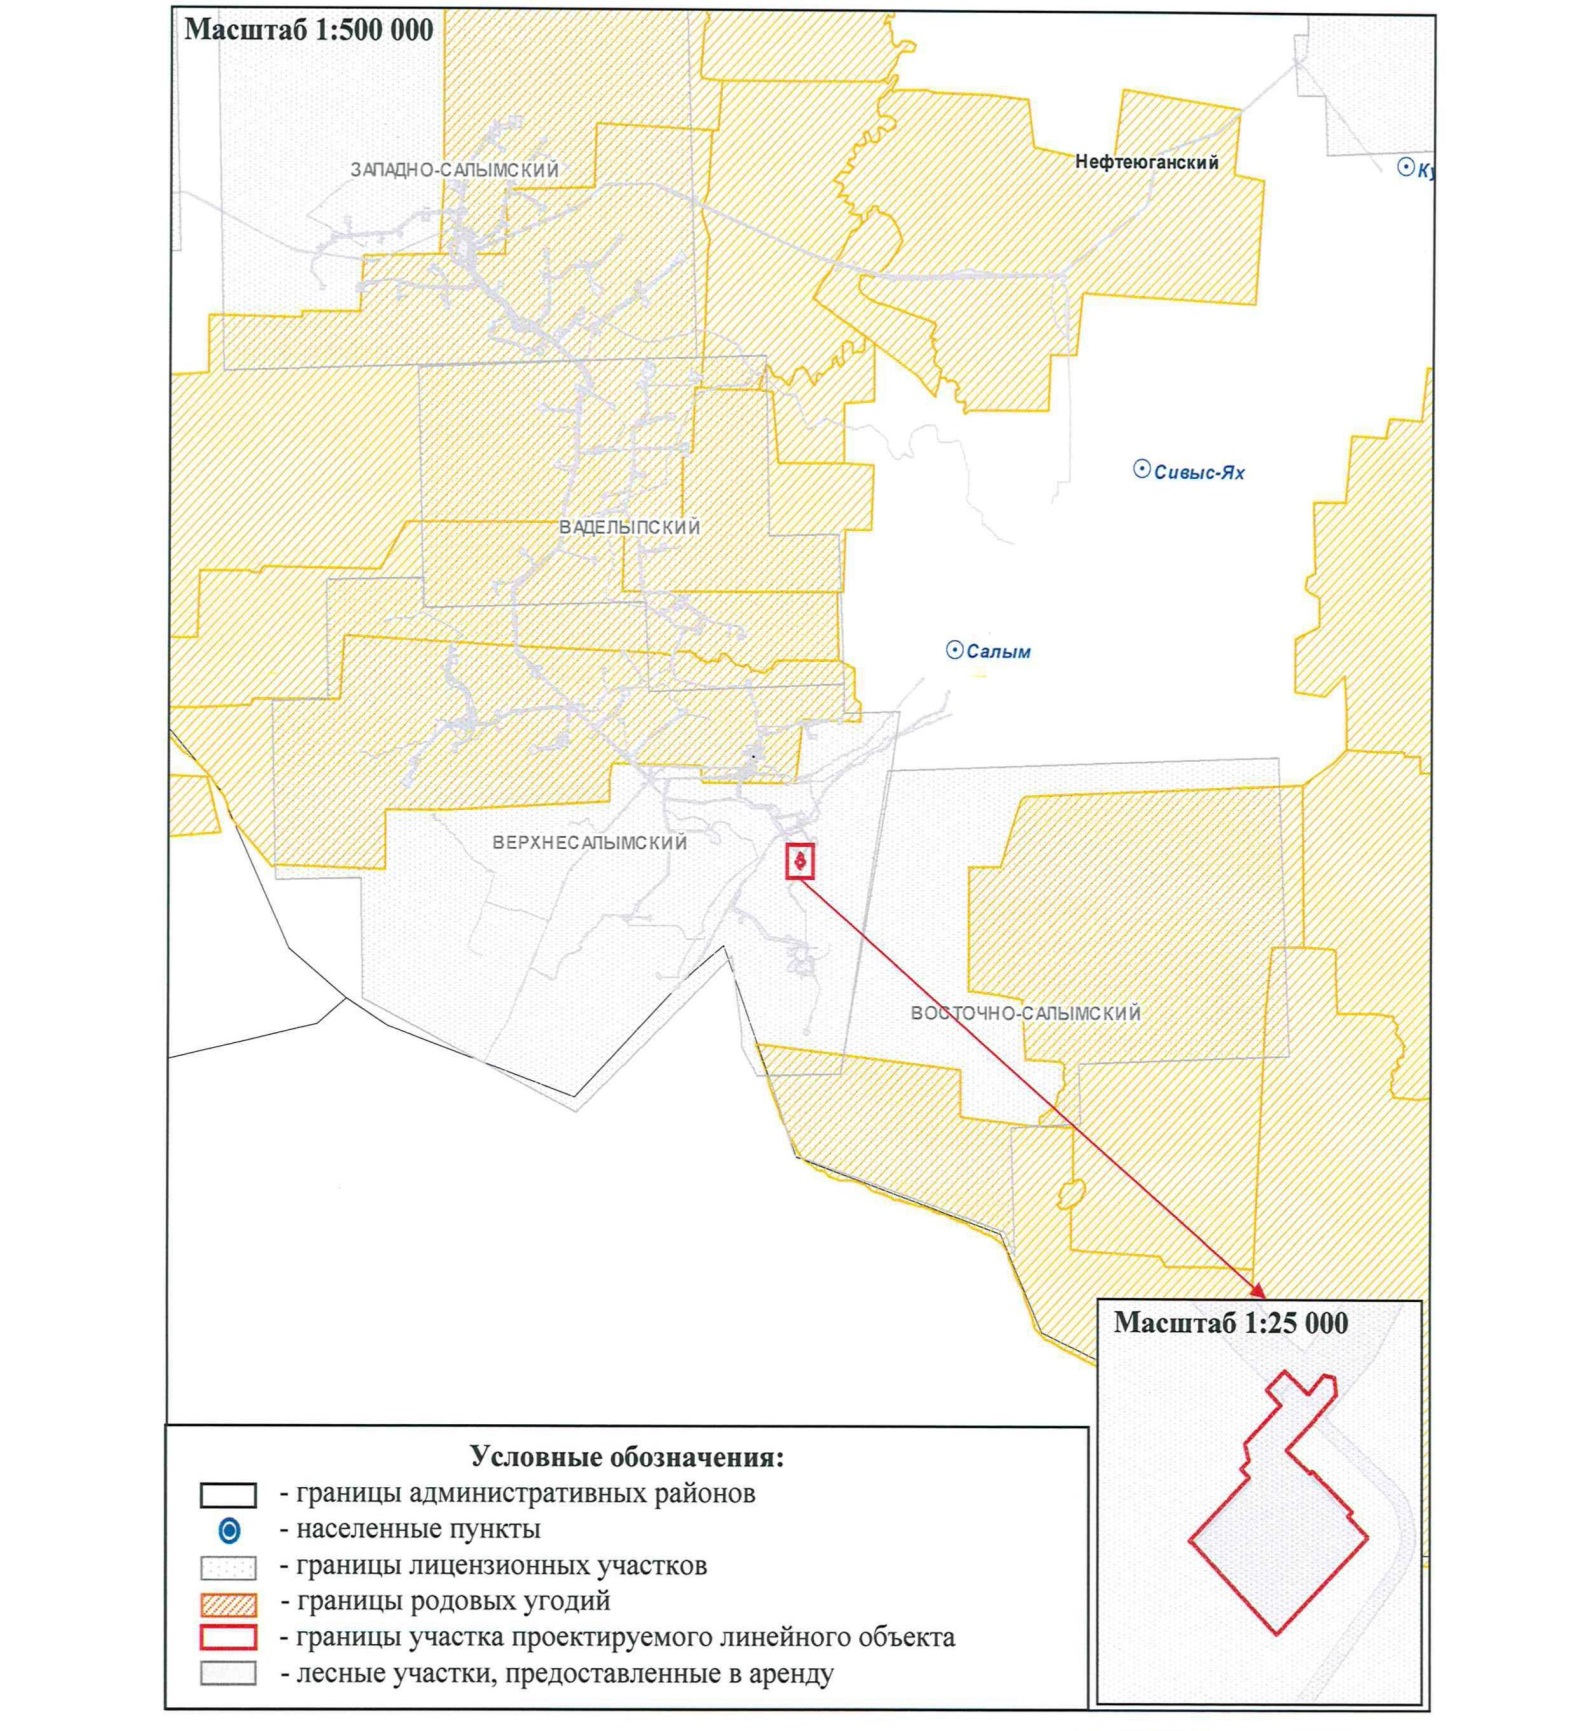 Масштаб 1:500 000
ЗАПАДНО-САЛЫМСКИЙ
Нефтеюганский
Сивыс-Ях
ВАДЕЛЫПСКИЙ
Салым
ВЕРХНЕСАЛЫМСКИЙ
ВОСТОЧНО-САЛЫМСКИЙ
Масштаб 1:25 000
Условные обозначения:
- границы административных районов
- населенные пункты
- границы лицензионных участков
- границы родовых угодий
- границы участка проектируемого линейного объекта
- лесные участки, предоставленные в аренду